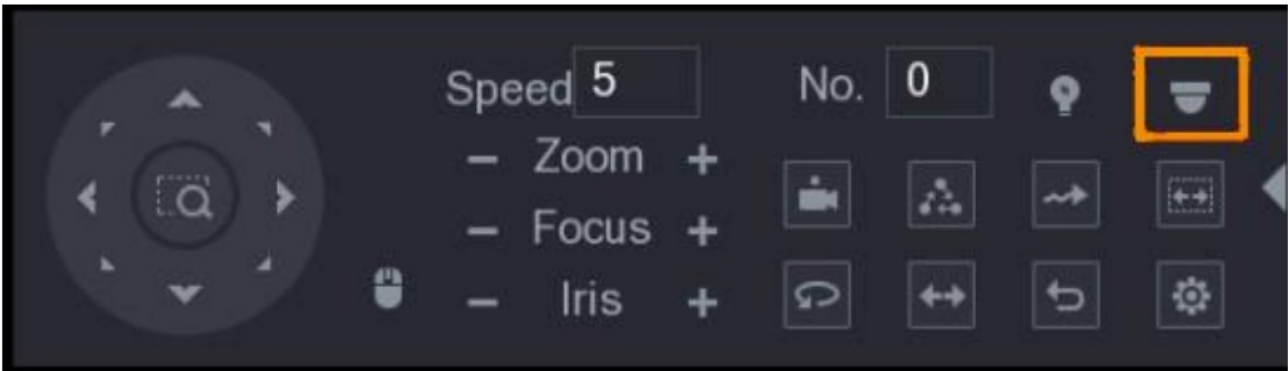 Speed 5 No. 0
− Zoom +
− Focus +
− Iris +